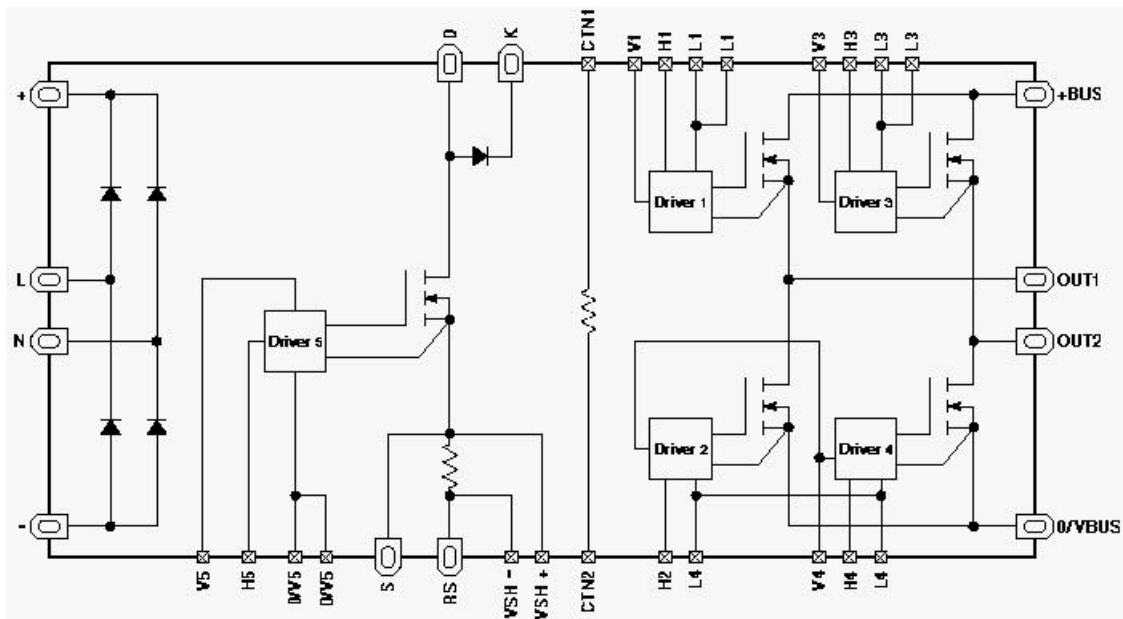 D
K
CTN1
V1
H1
L1
L1
V3
H3
L3
L3
+
+BUS
Driver 1
Driver 3
L
OUT1
N
Driver 5
OUT2
Driver 2
Driver 4
-
0/VBUS
V5
H5
0/V5
0/V5
S
RS
VSH -
VSH +
CTN2
H2
L4
V4
H4
L4